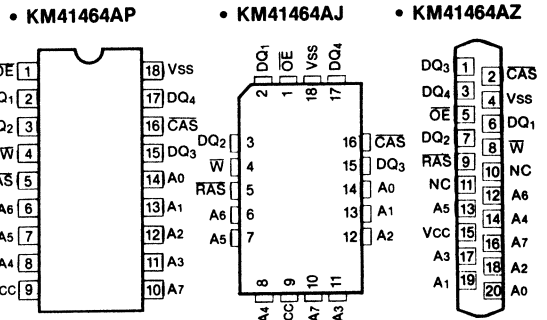 • KM41464AP
• KM41464AJ
• KM41464AZ
1 18 VSS
2 17 DQ4
3 16 CAS
W 4 15 DQ3
5 14 A0
A6 6 13 A1
A5 7 12 A2
A4 8 11 A3
9 10 A7
DQ1 OE VSS DQ4
2 1 18 17
DQ2 3 16 CAS
W 4 15 DQ3
RAS 5 14 A0
A6 6 13 A1
A5 7 12 A2
8 9 10 11
A4 CC A7 A3
DQ3 1
2 CAS
DQ4 3
4 VSS
OE 5
6 DQ1
DQ2 7
8 W
RAS 9
10 NC
NC 11
12 A6
A5 13
14 A4
VCC 15
16 A7
A3 17
18 A2
A1 19
20 A0